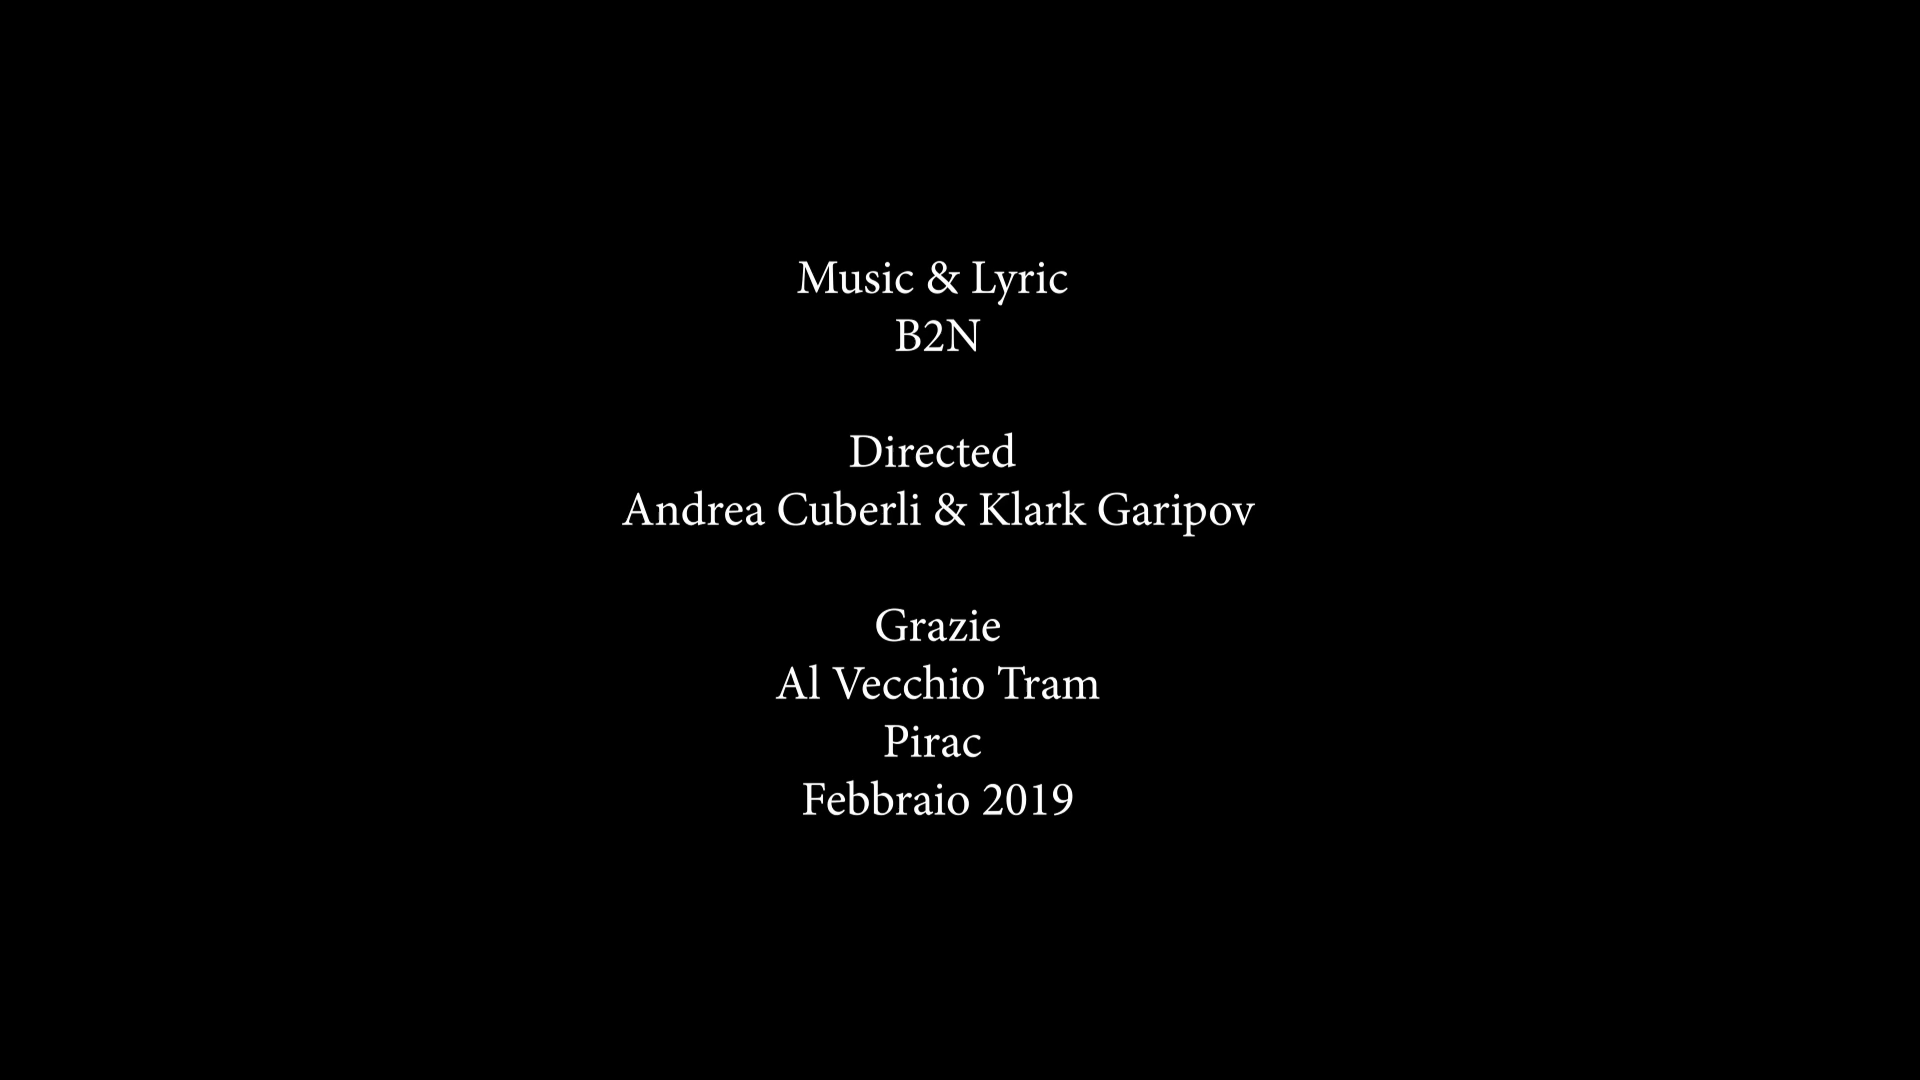 Music & Lyric
B2N
Directed
Andrea Cuberli & Klark Garipov
Grazie
Al Vecchio Tram
Pirac
Febbraio 2019